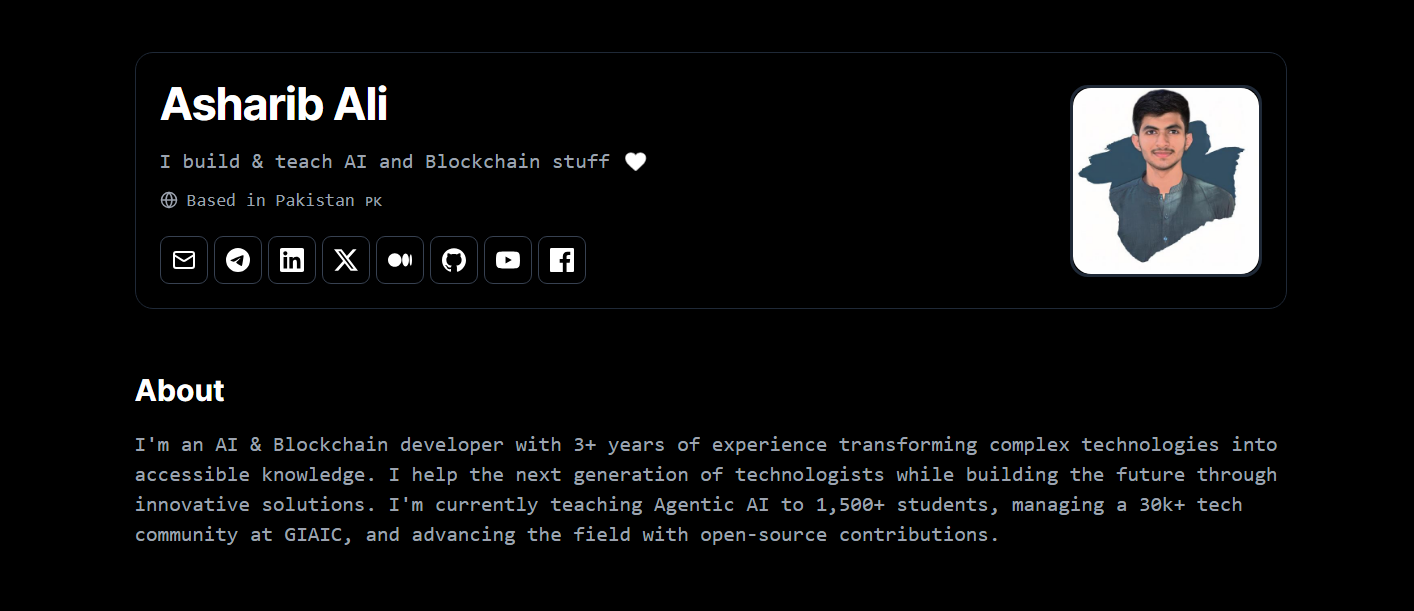 Asharib Ali
I build & teach AI and Blockchain stuff 🤍
Based in Pakistan PK
About
I'm an AI & Blockchain developer with 3+ years of experience transforming complex technologies into
accessible knowledge. I help the next generation of technologists while building the future through
innovative solutions. I'm currently teaching Agentic AI to 1,500+ students, managing a 30k+ tech
community at GIAIC, and advancing the field with open-source contributions.